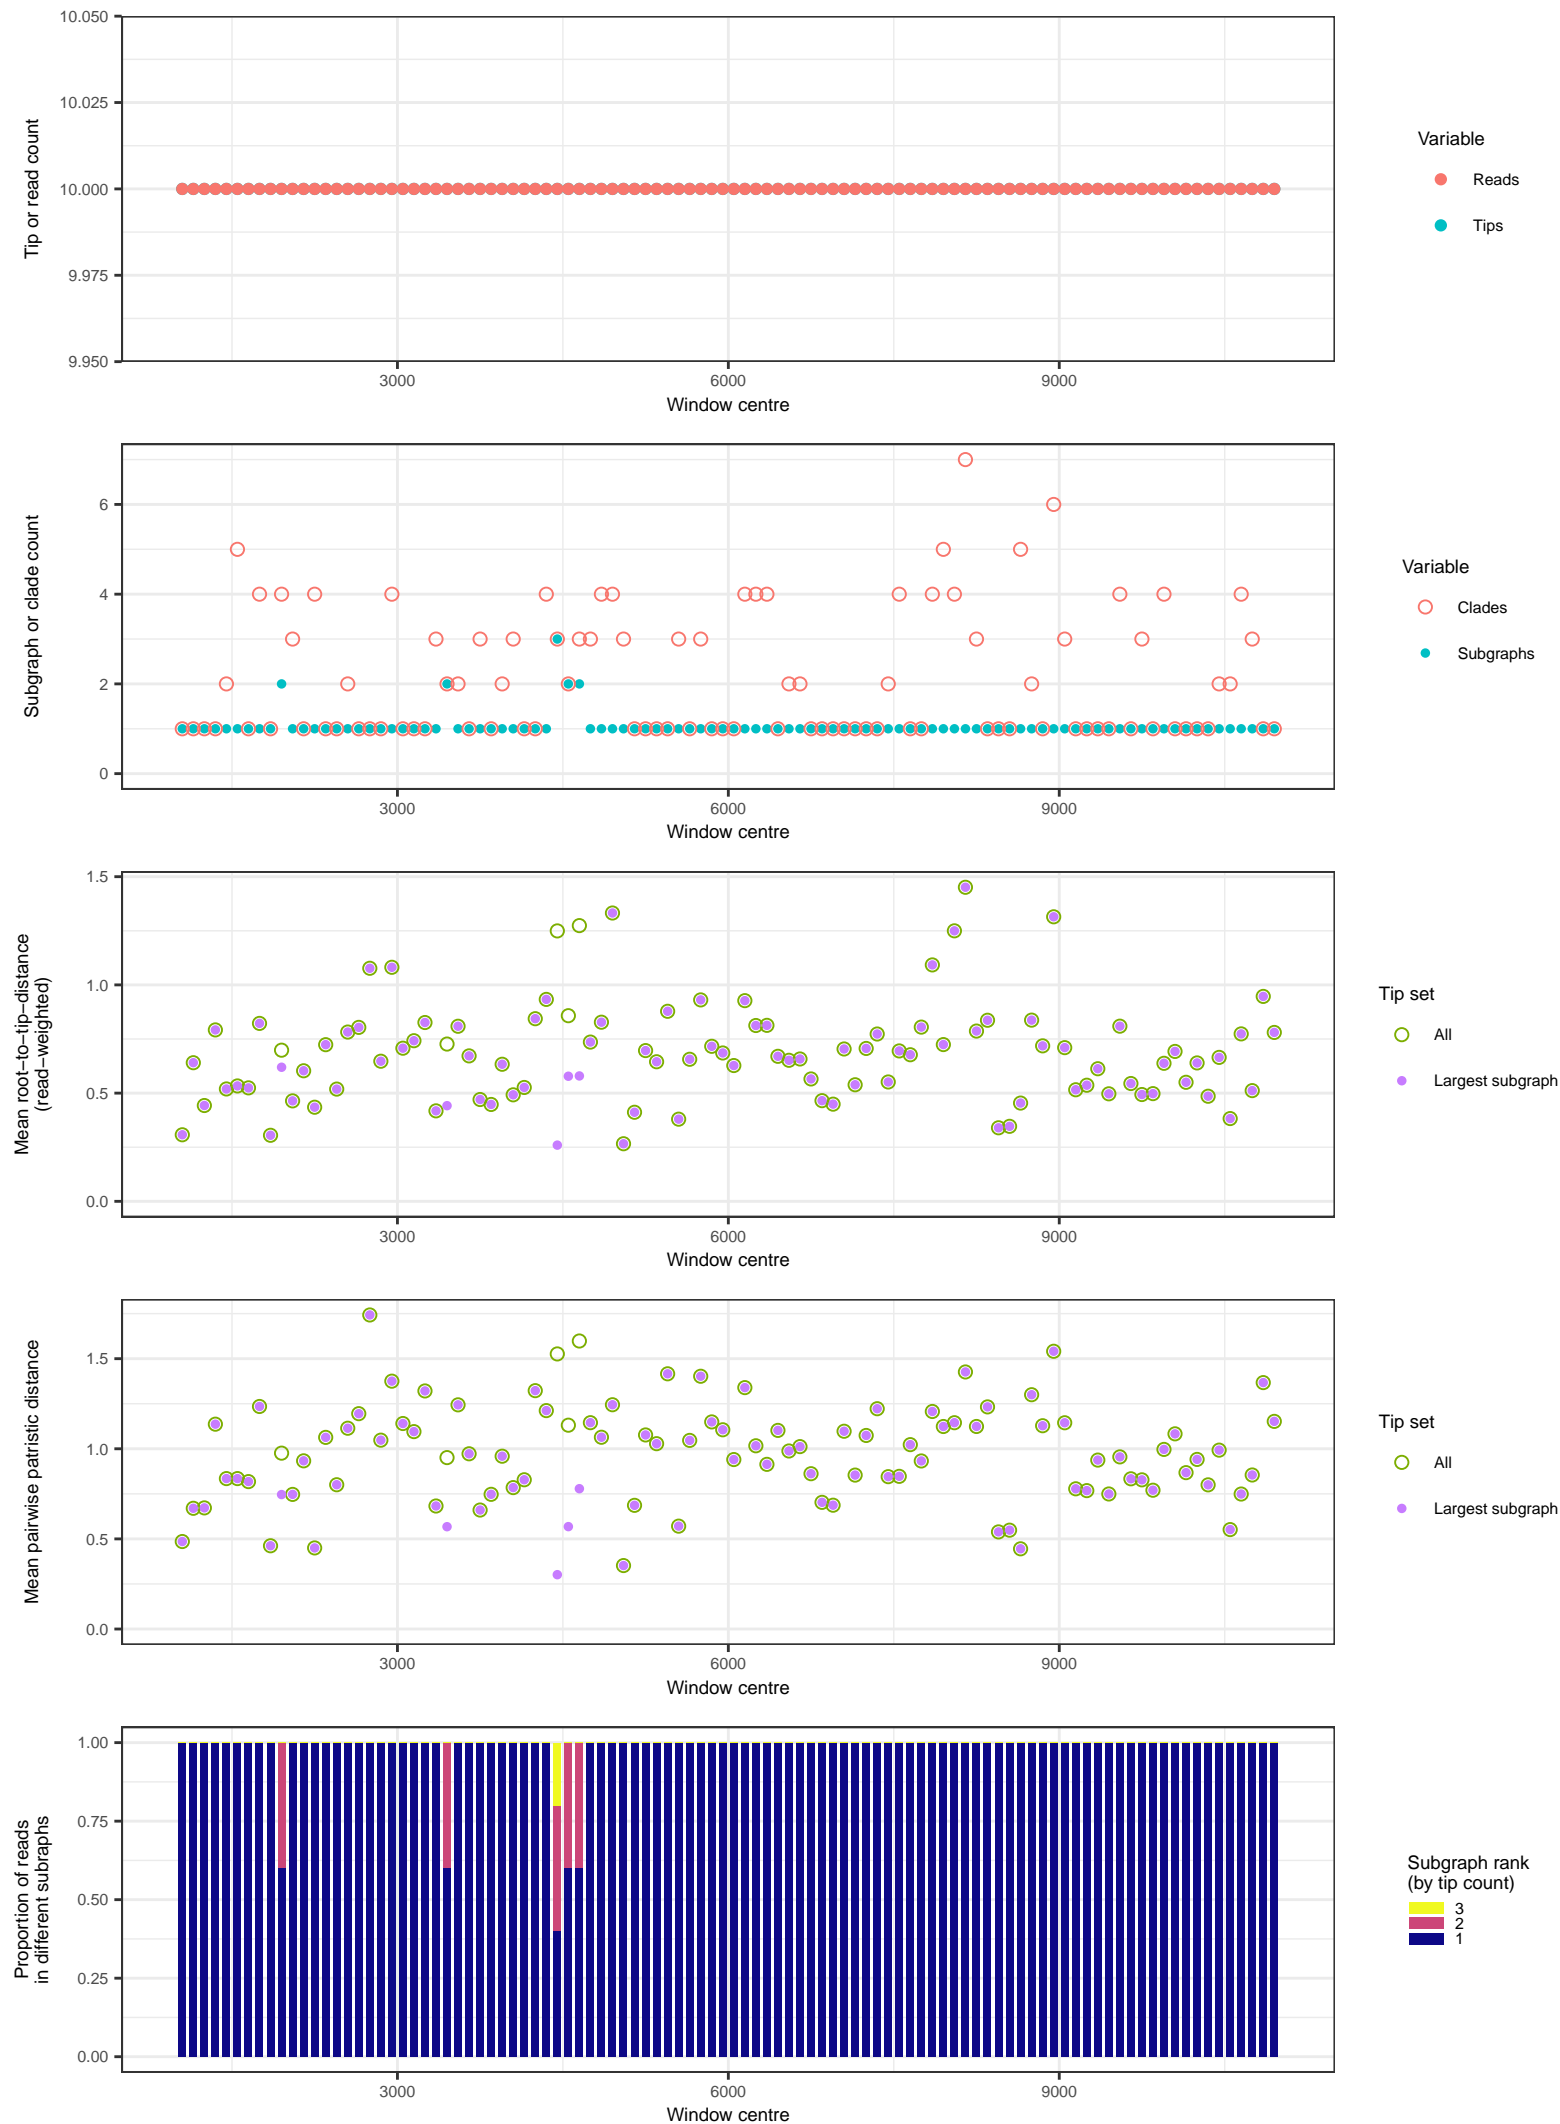 10.050
10.025
10.000
9.975
9.950
Tip or read count
3000
6000
9000
Window centre
Variable
Reads
Tips
6
4
2
0
Subgraph or clade count
3000
6000
9000
Window centre
Variable
Clades
Subgraphs
1.5
1.0
0.5
0.0
Mean root−to−tip−distance
(read−weighted)
3000
6000
9000
Window centre
Tip set
All
Largest subgraph
1.5
1.0
0.5
0.0
Mean pairwise patristic distance
3000
6000
9000
Window centre
Tip set
All
Largest subgraph
1.00
0.75
0.50
0.25
0.00
Proportion of reads
in different subraphs
3000
6000
9000
Window centre
Subgraph rank
(by tip count)
3
2
1